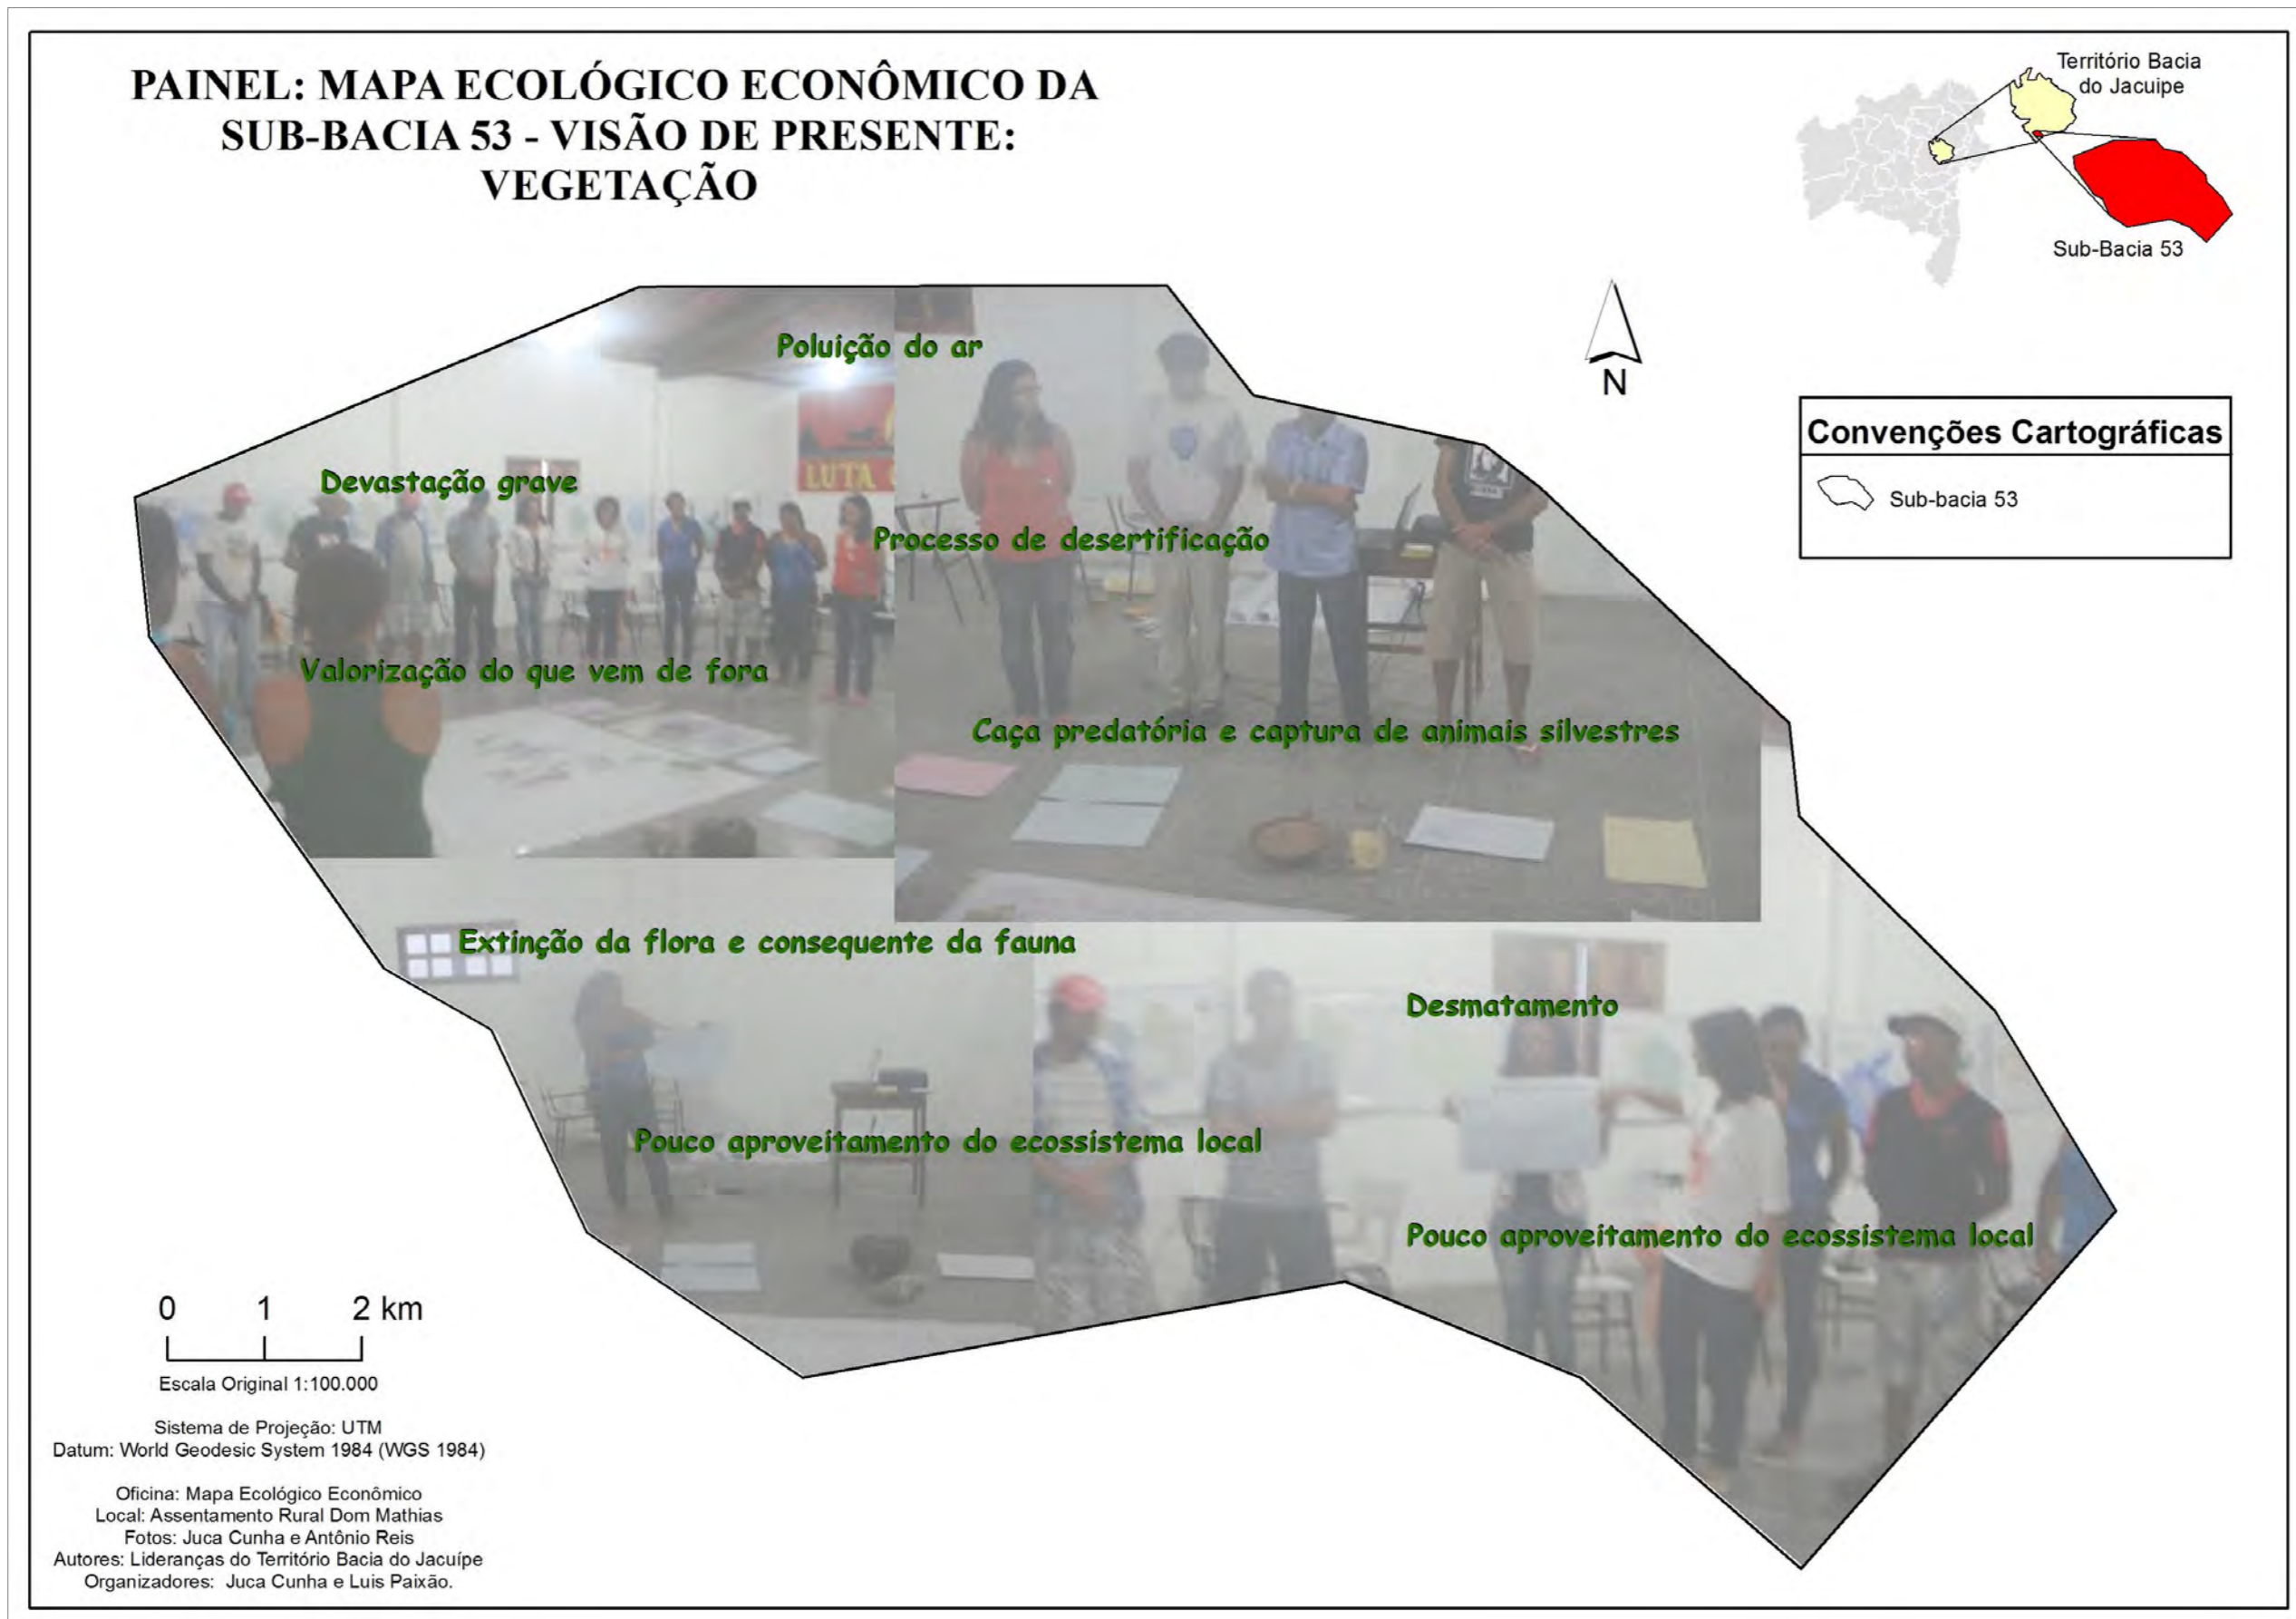 PAINEL: MAPA ECOLÓGICO ECONÔMICO DA
SUB-BACIA 53 - VISÃO DE PRESENTE:
VEGETAÇÃO
Território Bacia
do Jacuipe
Sub-Bacia 53
N
Convenções Cartográficas
Sub-bacia 53
Poluição do ar
LUTA
Devastação grave
Processo de desertificação
Valorização do que vem de fora
Caça predatória e captura de animais silvestres
Extinção da flora e consequente da fauna
Desmatamento
Pouco aproveitamento do ecossistema local
Pouco aproveitamento do ecossistema local
0 1 2 km
Escala Original 1:100.000
Sistema de Projeção: UTM
Datum: World Geodesic System 1984 (WGS 1984)
Oficina: Mapa Ecológico Econômico
Local: Assentamento Rural Dom Mathias
Fotos: Juca Cunha e Antônio Reis
Autores: Lideranças do Território Bacia do Jacuípe
Organizadores: Juca Cunha e Luis Paixão.